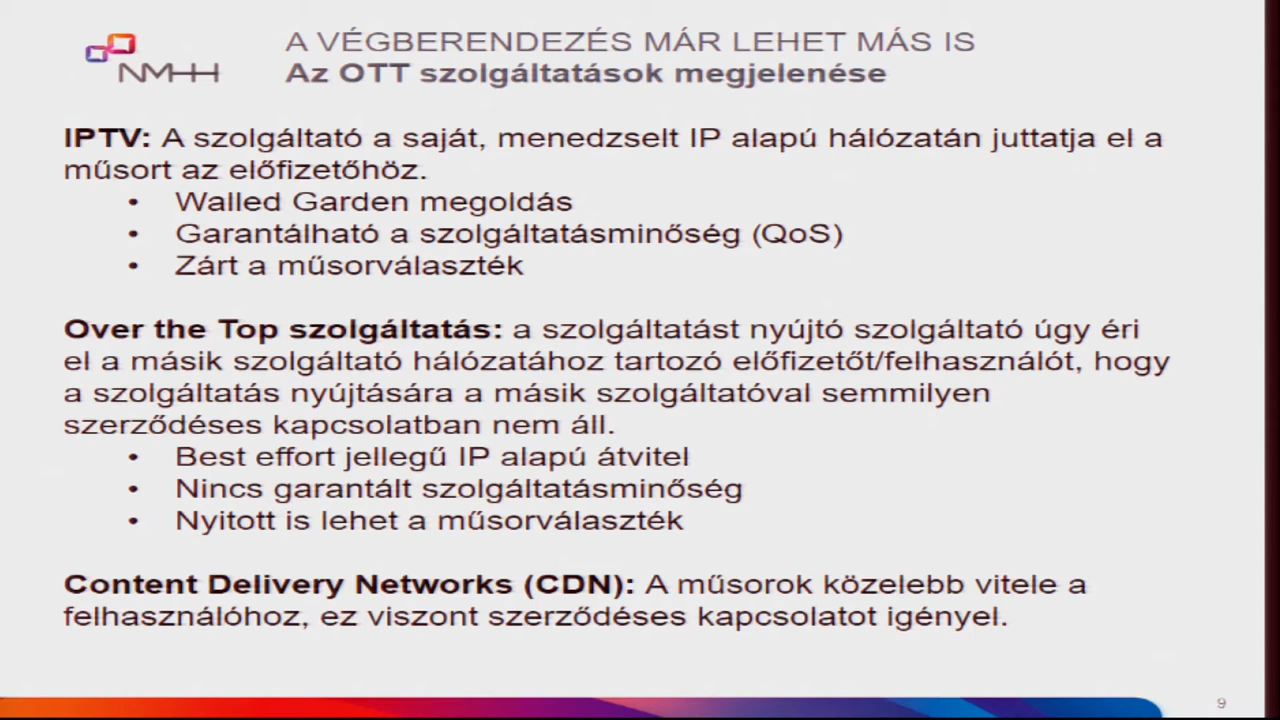 NMHH
A VÉGBERENDEZÉS MÁR LEHET MÁS IS
Az OTT szolgáltatások megjelenése
IPTV: A szolgáltató a saját, menedzselt IP alapú hálózatán juttatja el a
műsort az előfizetőhöz.
• Walled Garden megoldás
• Garantálható a szolgáltatásminőség (QoS)
• Zárt a műsorválaszték
Over the Top szolgáltatás: a szolgáltatást nyújtó szolgáltató úgy éri
el a másik szolgáltató hálózatához tartozó előfizetőt/felhasználót, hogy
a szolgáltatás nyújtására a másik szolgáltatóval semmilyen
szerződéses kapcsolatban nem áll.
• Best effort jellegű IP alapú átvitel
• Nincs garantált szolgáltatásminőség
• Nyitott is lehet a műsorválaszték
Content Delivery Networks (CDN): A műsorok közelebb vitele a
felhasználóhoz, ez viszont szerződéses kapcsolatot igényel.
9